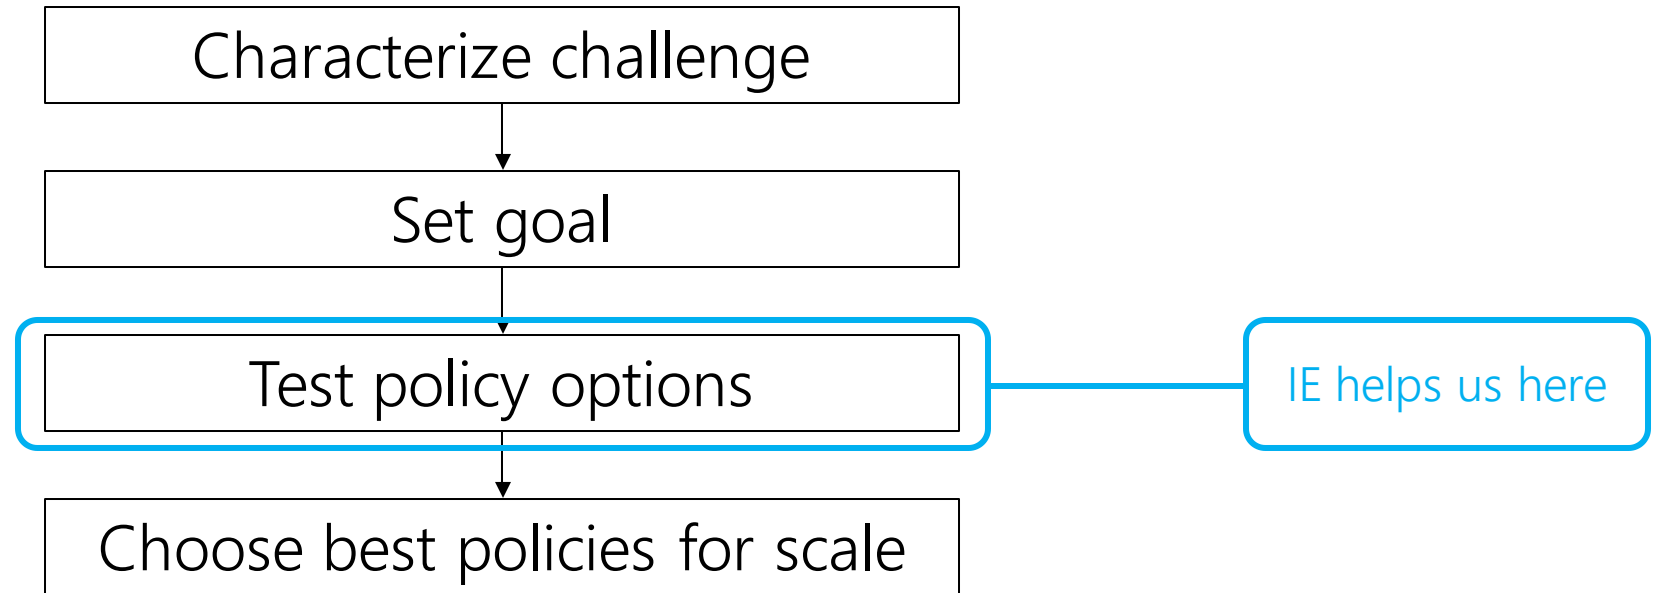 Characterize challenge
Set goal
Test policy options
IE helps us here
Choose best policies for scale